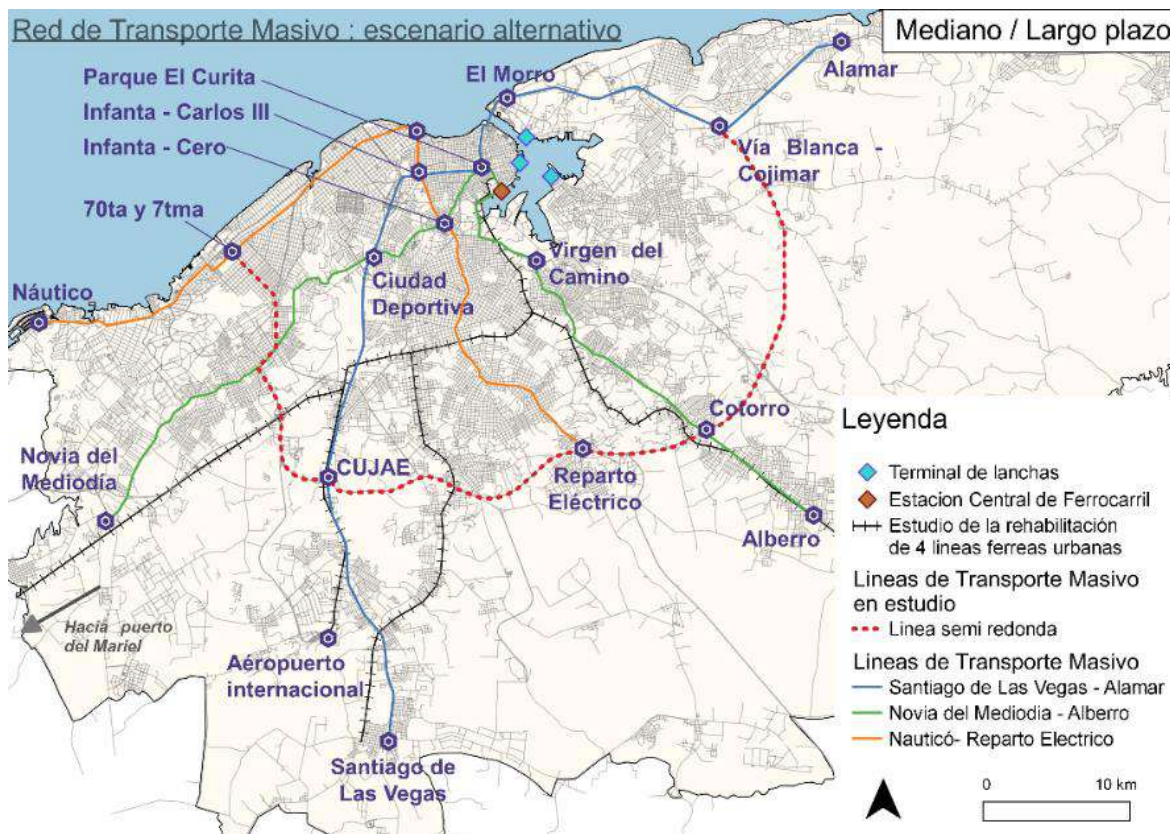 Red de Transporte Masivo : escenario alternativo
Mediano / Largo plazo
Parque El Curita
Infanta - Carlos III
Infanta - Cero
70ta y 7tma
Náutico
El Morro
Alamar
Vía Blanca -
Cojimar
Virgen del
Camino
Ciudad
Deportiva
Novia del
Mediodía
CUJAE
Reparto
Eléctrico
Cotorro
Alberro
Hacia puerto
del Mariel
Aéropuerto
internacional
Santiago de
Las Vegas
Leyenda
Terminal de lanchas
Estacion Central de Ferrocarril
Estudio de la rehabilitación
de 4 lineas ferreas urbanas
Lineas de Transporte Masivo
en estudio
Linea semi redonda
Lineas de Transporte Masivo
Santiago de Las Vegas - Alamar
Novia del Mediodia - Alberro
Nauticó- Reparto Electrico
0 10 km